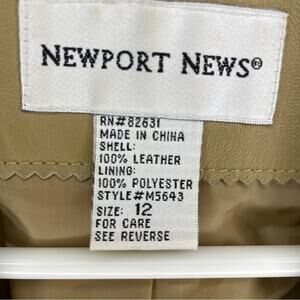 NEWPORT NEWS®
RN#82631
MADE IN CHINA
SHELL:
100% LEATHER
LINING:
100% POLYESTER
STYLE#M5643
SIZE: 12
FOR CARE
SEE REVERSE